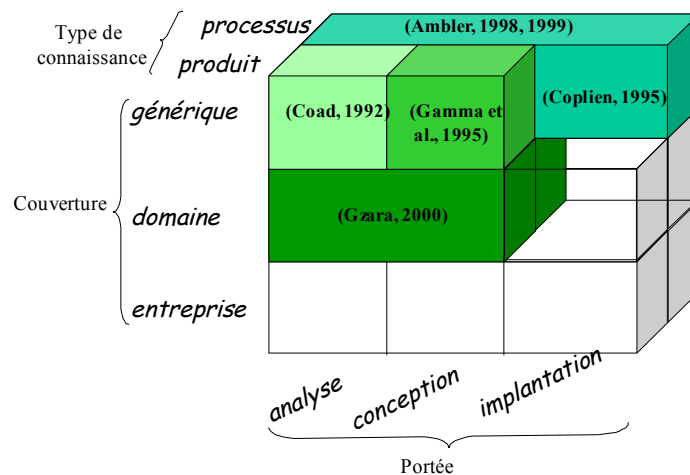 Type de
connaissance
processus
produit
(Ambler, 1998, 1999)
générique
(Coad, 1992)
(Gamma et
al., 1995)
(Coplien, 1995)
Couverture
domaine
(Gzara, 2000)
entreprise
analyse
conception
implantation
Portée